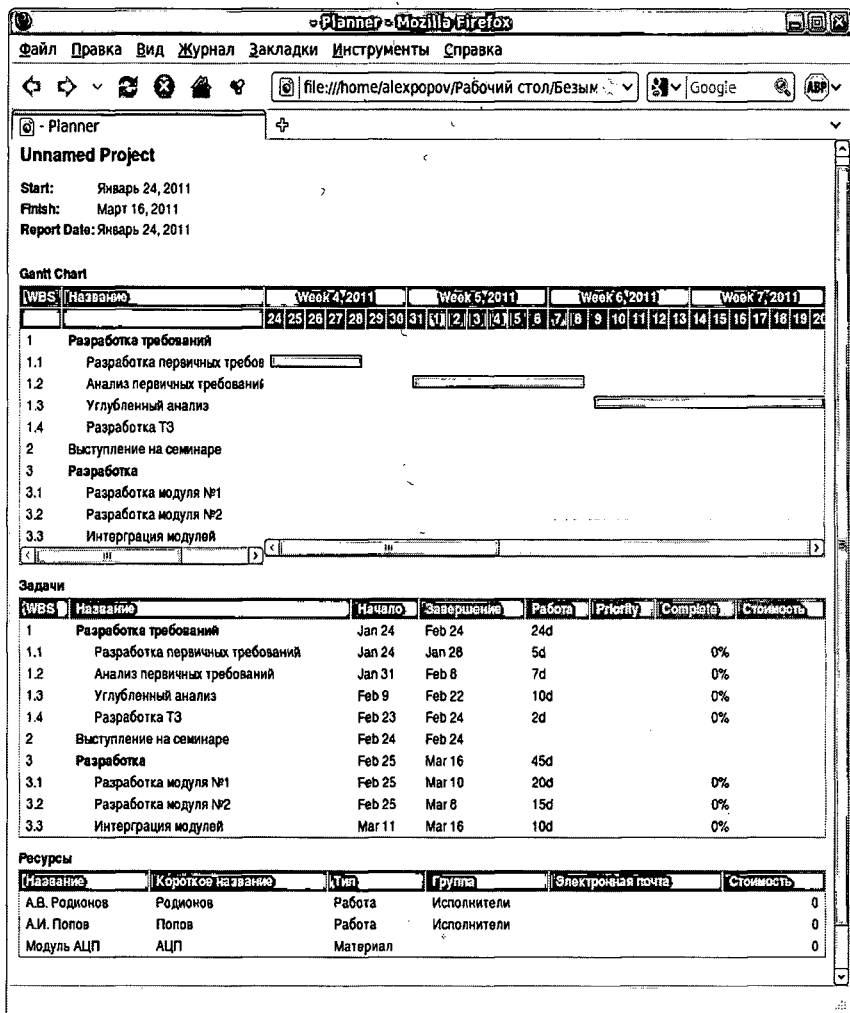 - Planner - Mozilla Firefox
Файл Правка Вид Журнал Закладки Инструменты Справка
file:///home/alexpopov/Рабочий стол/Безым
Google
ABP
- Planner
Unnamed Project
Start: Январь 24, 2011
Finish: Март 16, 2011
Report Date: Январь 24, 2011
Gantt Chart
WBS Название Week 4, 2011 Week 5, 2011 Week 6, 2011 Week 7, 2011
24 25 26 27 28 29 30 31 1 2 3 4 5 6 7 8 9 10 11 12 13 14 15 16 17 18 19 20
1 Разработка требований
1.1 Разработка первичных требов
1.2 Анализ первичных требований
1.3 Углубленный анализ
1.4 Разработка ТЗ
2 Выступление на семинаре
3 Разработка
3.1 Разработка модуля №1
3.2 Разработка модуля №2
3.3 Интерграция модулей
Задачи
WBS Название Начало Завершение Работа Priority Complete Стоимость
1 Разработка требований Jan 24 Feb 24 24d
1.1 Разработка первичных требований Jan 24 Jan 28 5d 0%
1.2 Анализ первичных требований Jan 31 Feb 8 7d 0%
1.3 Углубленный анализ Feb 9 Feb 22 10d 0%
1.4 Разработка ТЗ Feb 23 Feb 24 2d 0%
2 Выступление на семинаре Feb 24 Feb 24
3 Разработка Feb 25 Mar 16 45d
3.1 Разработка модуля №1 Feb 25 Mar 10 20d 0%
3.2 Разработка модуля №2 Feb 25 Mar 8 15d 0%
3.3 Интерграция модулей Mar 11 Mar 16 10d 0%
Ресурсы
Название Короткое название Тип Группа Электронная почта Стоимость
А.В. Родионов Родионов Работа Исполнители 0
А.И. Попов Попов Работа Исполнители 0
Модуль АЦП АЦП Материал 0